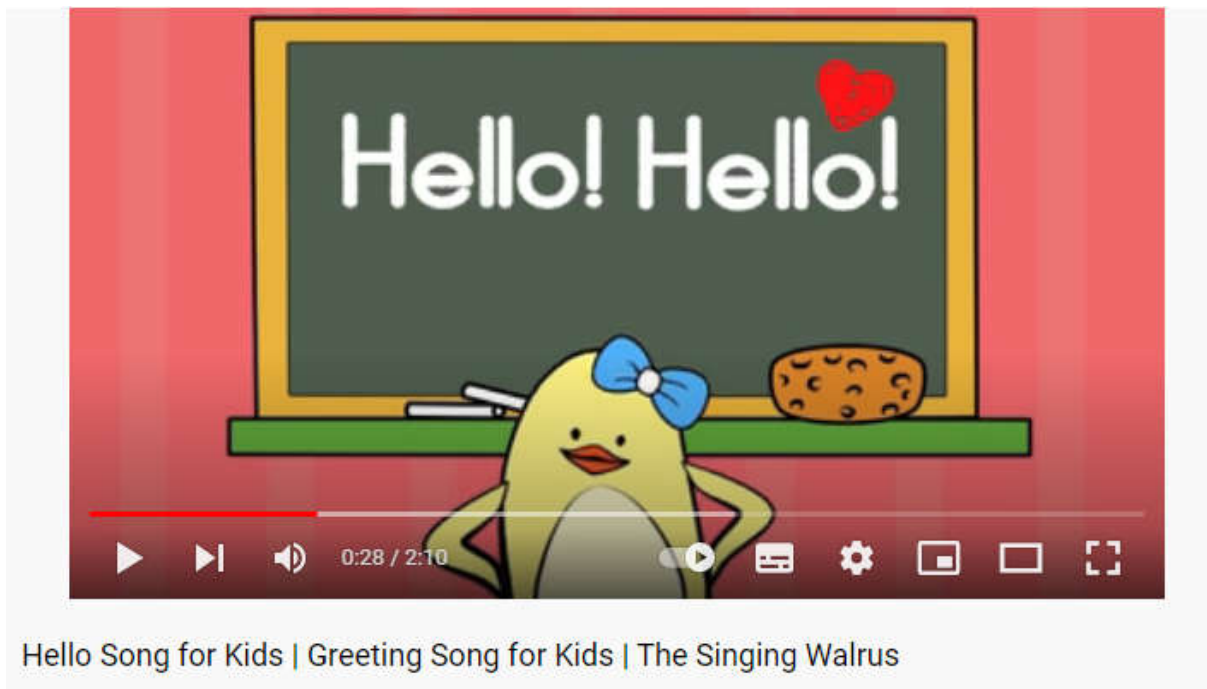 Hello! Hello!
0:28 / 2:10
Hello Song for Kids | Greeting Song for Kids | The Singing Walrus